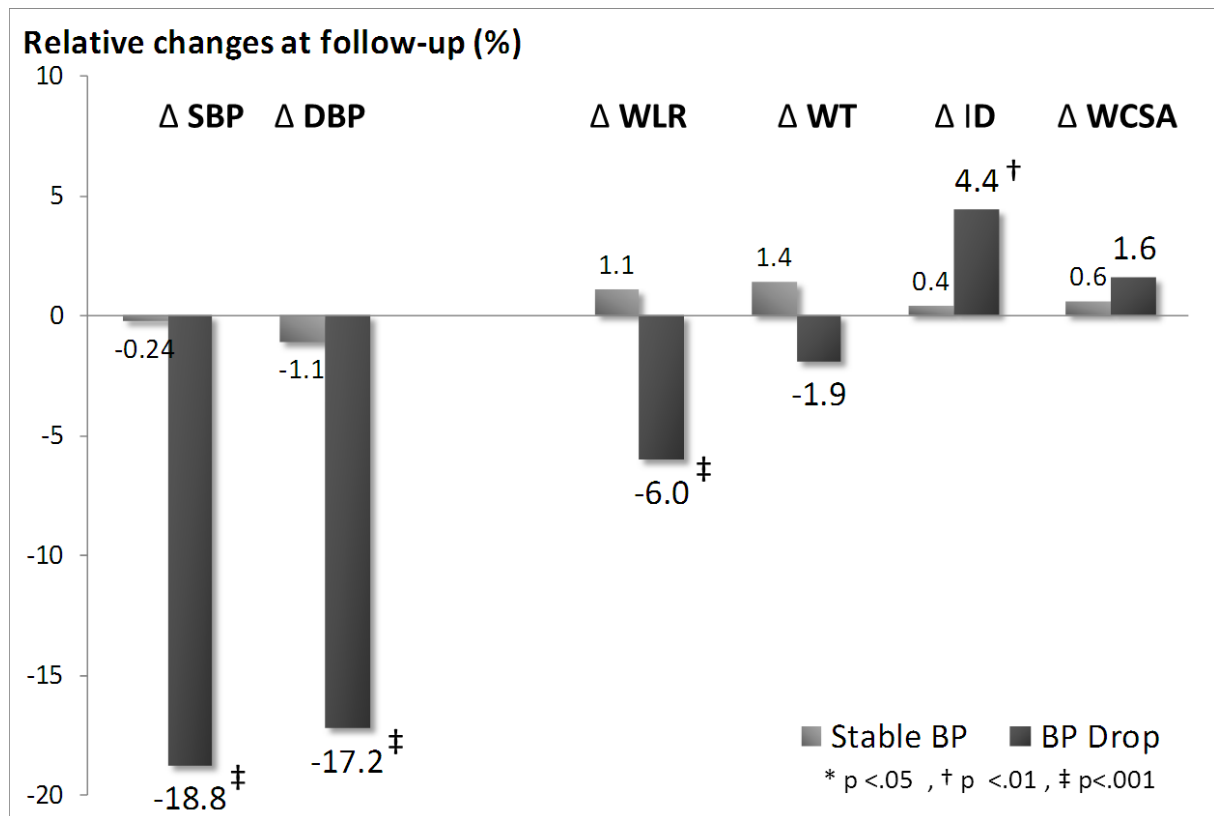 Relative changes at follow-up (%)
10
Δ SBP Δ DBP Δ WLR Δ WT Δ ID Δ WCSA
4.4 †
5
1.1 1.4 0.4 0.6 1.6
0
-0.24 -1.1
-1.9
-5
-6.0 ‡
-10
-15
-17.2 ‡
Stable BP BP Drop
-18.8 ‡
* p <.05 , † p <.01 , ‡ p<.001
-20